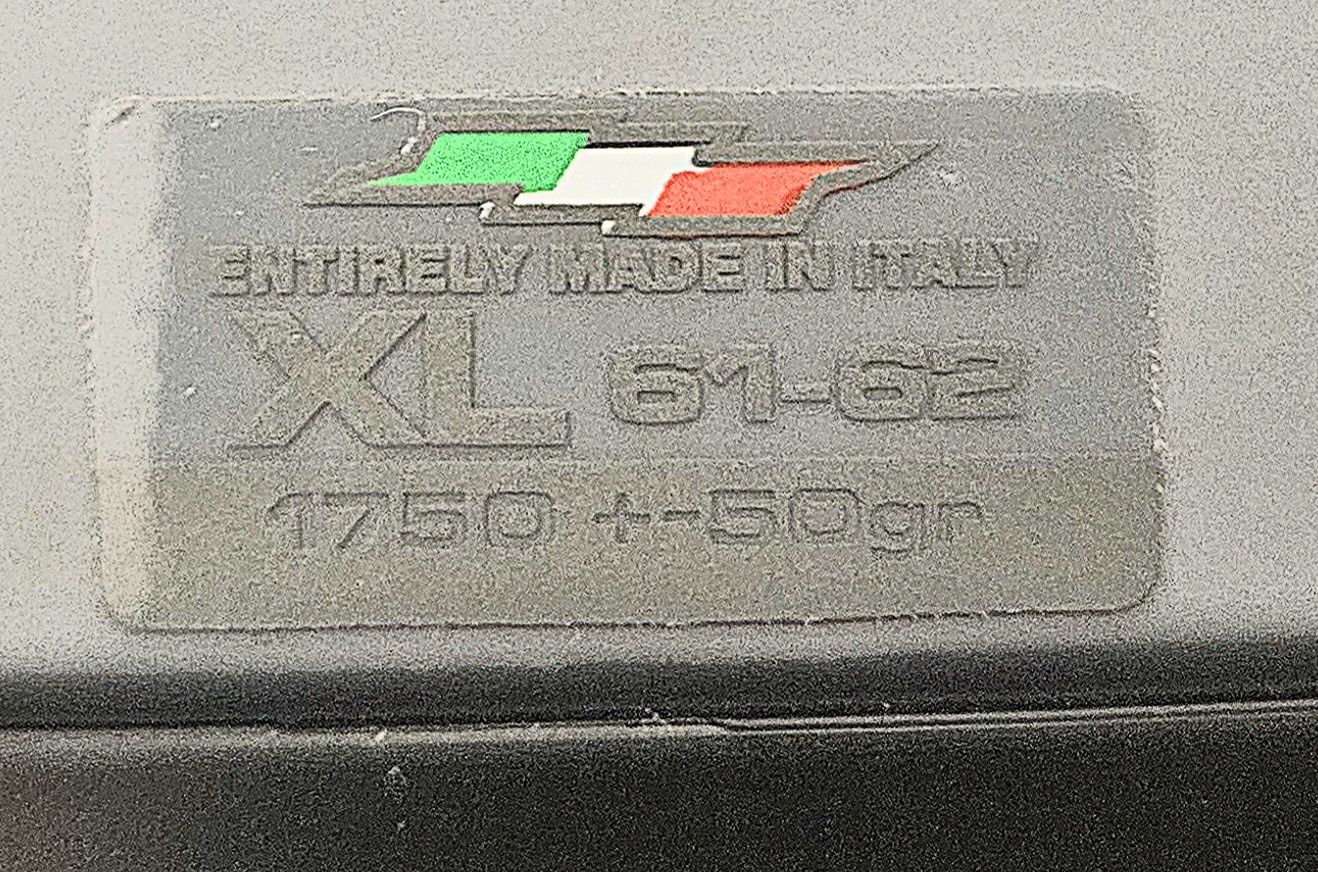 ENTIRELY MADE IN ITALY
XL 61-62
1750 +-50gr